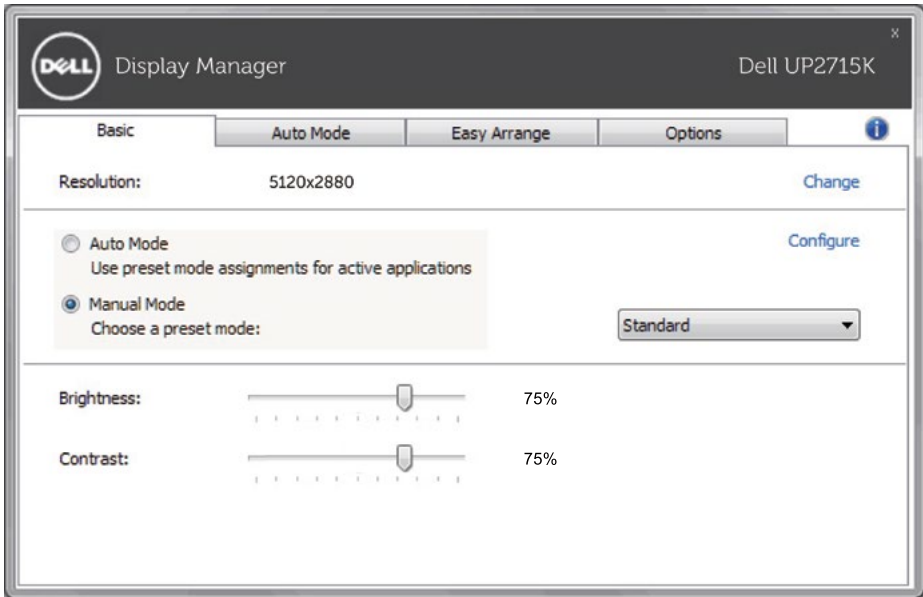 DELL Display Manager Dell UP2715K X
Basic Auto Mode Easy Arrange Options i
Resolution: 5120x2880 Change
Auto Mode Configure
Use preset mode assignments for active applications
Manual Mode
Choose a preset mode: Standard
Brightness: 75%
Contrast: 75%